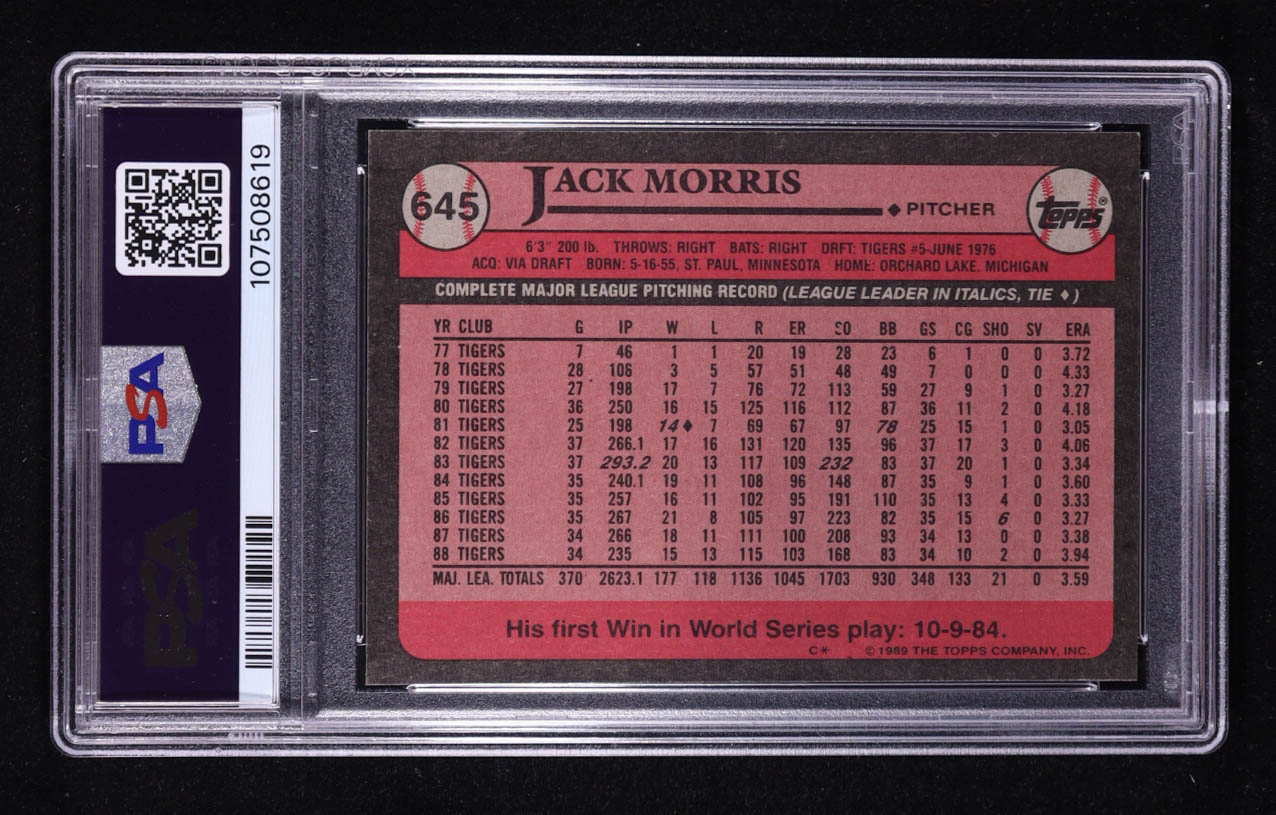 107508619
PSA
PSA
645
JACK MORRIS
♦ PITCHER
Topps®
6'3" 200 lb. THROWS: RIGHT BATS: RIGHT DRFT: TIGERS #5-JUNE 1976
ACQ: VIA DRAFT BORN: 5-16-55, ST. PAUL, MINNESOTA HOME: ORCHARD LAKE, MICHIGAN
COMPLETE MAJOR LEAGUE PITCHING RECORD (LEAGUE LEADER IN ITALICS, TIE ♦)
YR CLUB G IP W L R ER SO BB GS CG SHO SV ERA
77 TIGERS 7 46 1 1 20 19 28 23 6 1 0 0 3.72
78 TIGERS 28 106 3 5 57 51 48 49 7 0 0 0 4.33
79 TIGERS 27 198 17 7 76 72 113 59 27 9 1 0 3.27
80 TIGERS 36 250 16 15 125 116 112 87 36 11 2 0 4.18
81 TIGERS 25 198 14♦ 7 69 67 97 78 25 15 1 0 3.05
82 TIGERS 37 266.1 17 16 131 120 135 96 37 17 3 0 4.06
83 TIGERS 37 293.2 20 13 117 109 232 83 37 20 1 0 3.34
84 TIGERS 35 240.1 19 11 108 96 148 87 35 9 1 0 3.60
85 TIGERS 35 257 16 11 102 95 191 110 35 13 4 0 3.33
86 TIGERS 35 267 21 8 105 97 223 82 35 15 6 0 3.27
87 TIGERS 34 266 18 11 111 100 208 93 34 13 0 0 3.38
88 TIGERS 34 235 15 13 115 103 168 83 34 10 2 0 3.94
MAJ. LEA. TOTALS 370 2623.1 177 118 1136 1045 1703 930 348 133 21 0 3.59
His first Win in World Series play: 10-9-84.
C* © 1989 THE TOPPS COMPANY, INC.